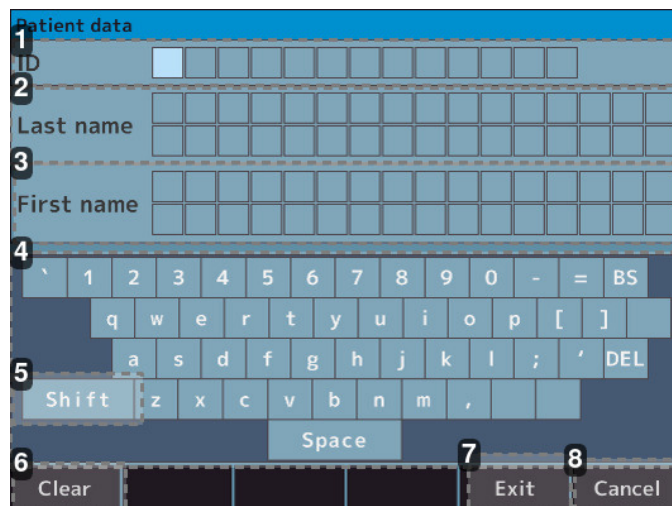 Patient data
1
ID
2
Last name
3
First name
4
` 1 2 3 4 5 6 7 8 9 0 - = BS
q w e r t y u i o p [ ]
a s d f g h j k l ; ' DEL
5
Shift z x c v b n m ,
Space
6 7 8
Clear Exit Cancel